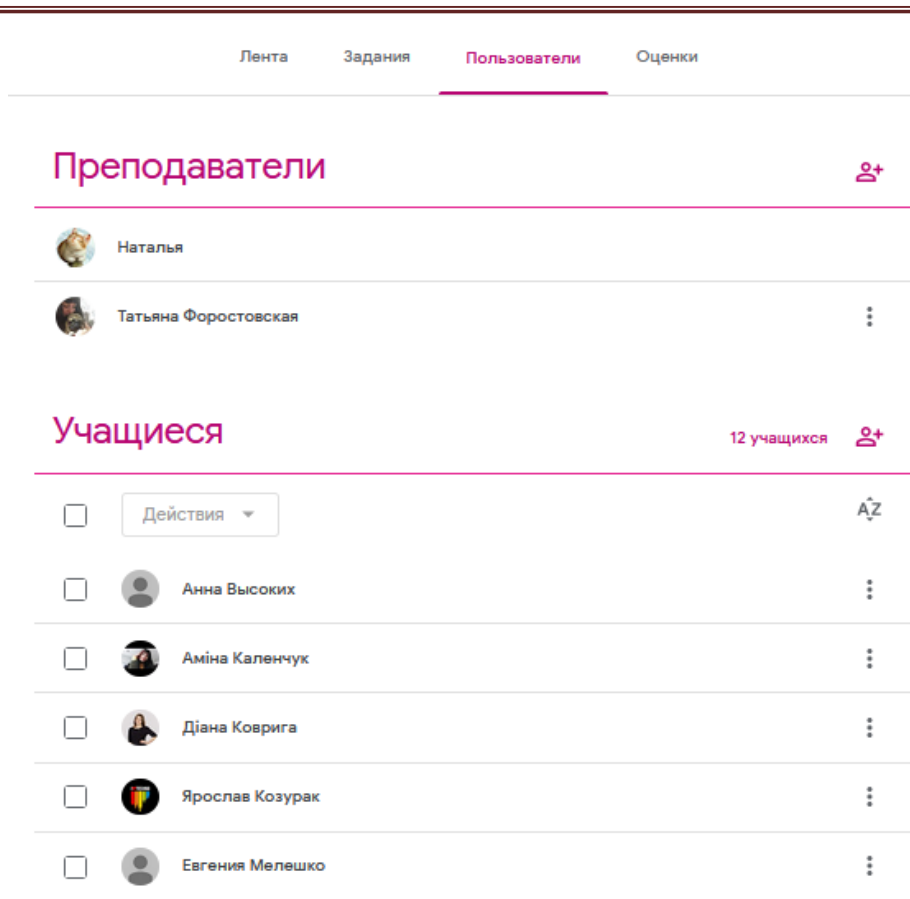 Лента Задания Пользователи Оценки
Преподаватели
Наталья
Татьяна Форостовская
Учащиеся 12 учащихся
Действия AZ
Анна Высоких
Аміна Каленчук
Діана Коврига
Ярослав Козурак
Евгения Мелешко